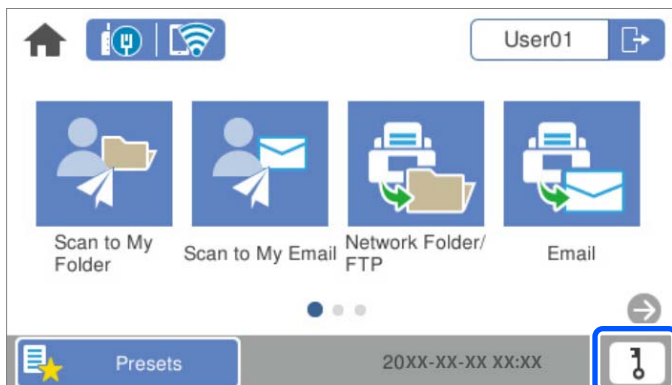 User01
Scan to My
Folder
Scan to My Email
Network Folder/
FTP
Email
Presets
20XX-XX-XX XX:XX